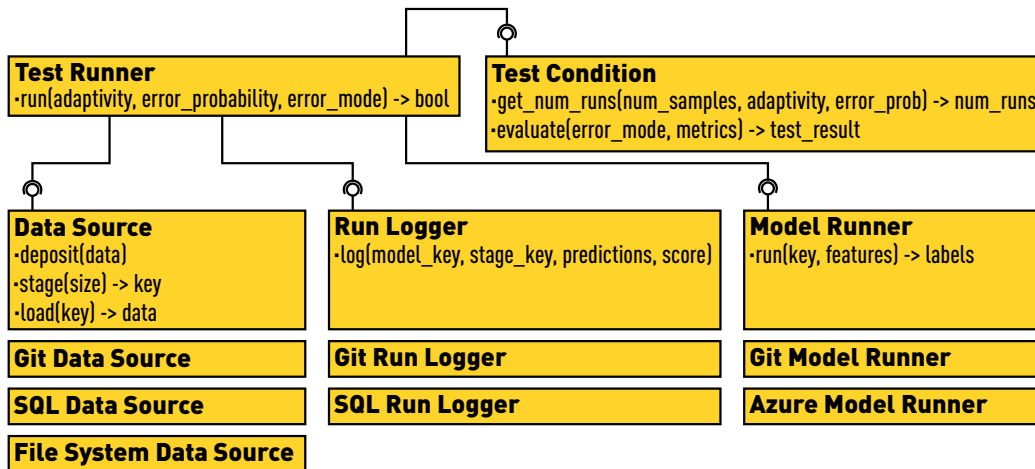 Test Runner
▪run(adaptivity, error_probability, error_mode) -> bool
Test Condition
▪get_num_runs(num_samples, adaptivity, error_prob) -> num_runs
▪evaluate(error_mode, metrics) -> test_result
Data Source
▪deposit(data)
▪stage(size) -> key
▪load(key) -> data
Run Logger
▪log(model_key, stage_key, predictions, score)
Model Runner
▪run(key, features) -> labels
Git Data Source
Git Run Logger
Git Model Runner
SQL Data Source
SQL Run Logger
Azure Model Runner
File System Data Source